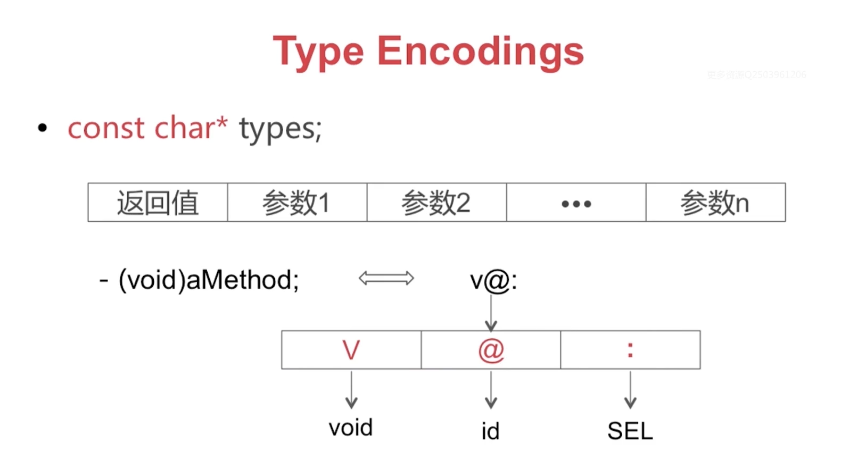 Type Encodings
• const char* types;
返回值 参数1 参数2 ••• 参数n
- (void)aMethod; v@:
V @ :
void id SEL